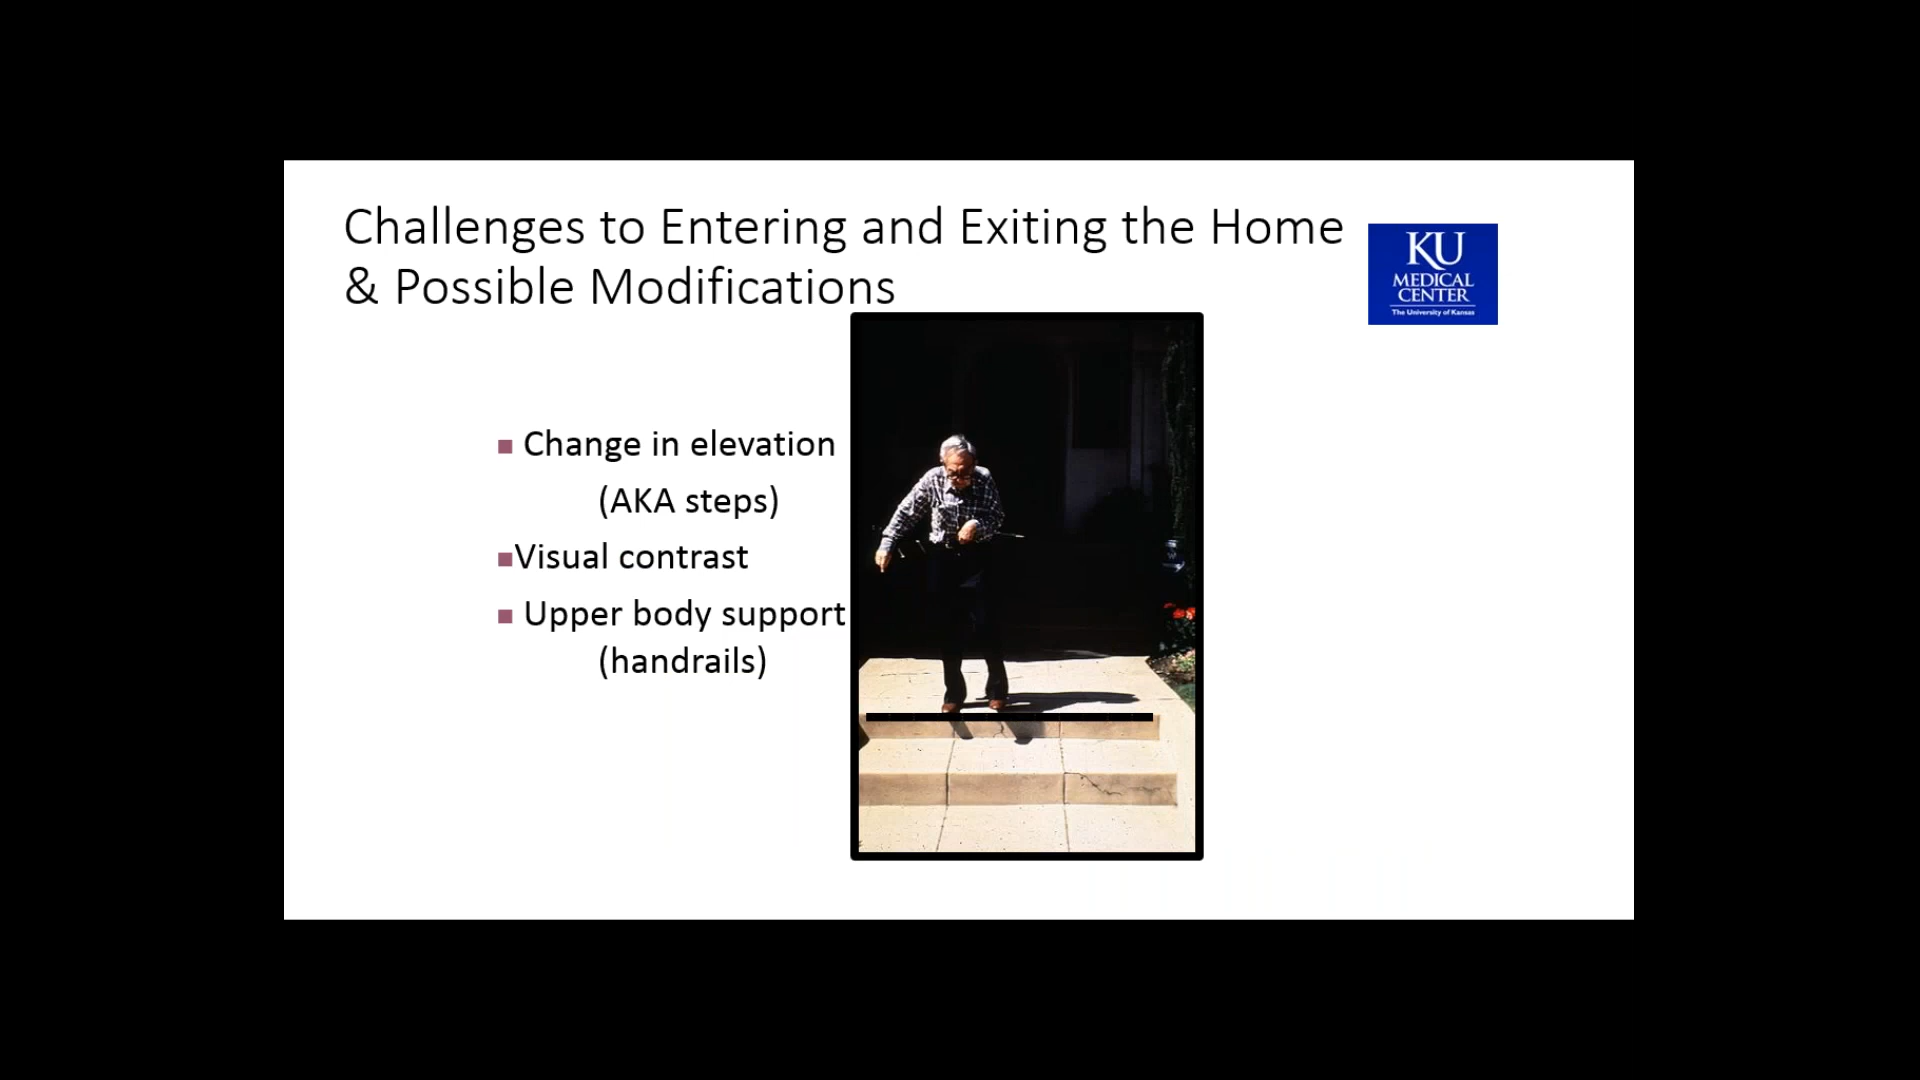 Challenges to Entering and Exiting the Home
& Possible Modifications
KU
MEDICAL
CENTER
The University of Kansas
Change in elevation
(AKA steps)
Visual contrast
Upper body support
(handrails)